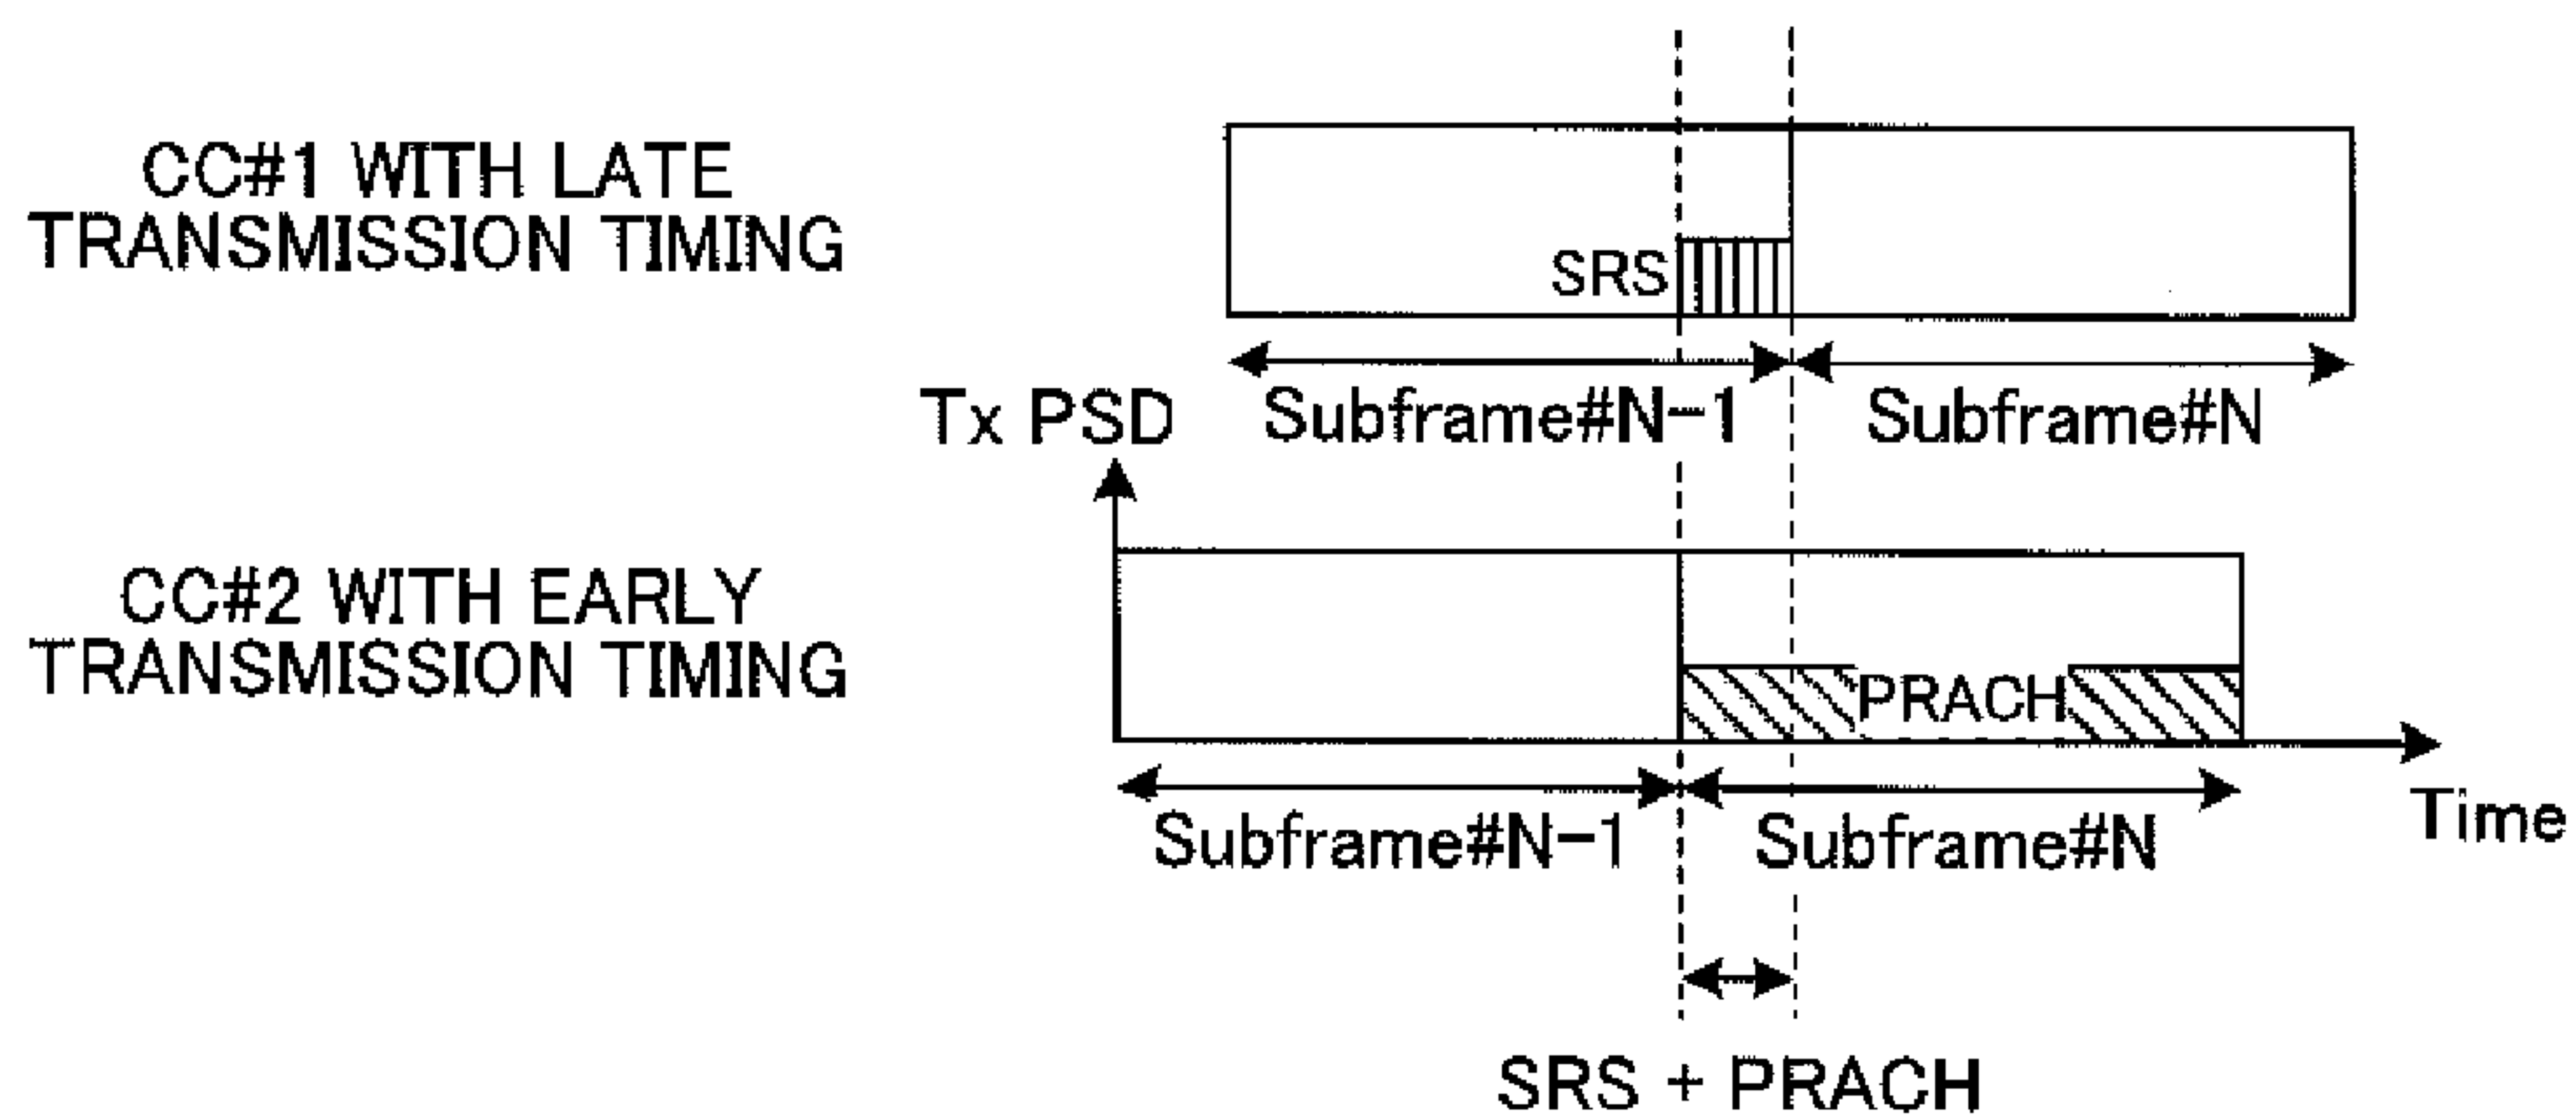 CC#1 WITH LATE
TRANSMISSION TIMING
SRS
Subframe#N-1
Subframe#N
Tx PSD
CC#2 WITH EARLY
TRANSMISSION TIMING
PRACH
Subframe#N-1
Subframe#N
Time
SRS + PRACH